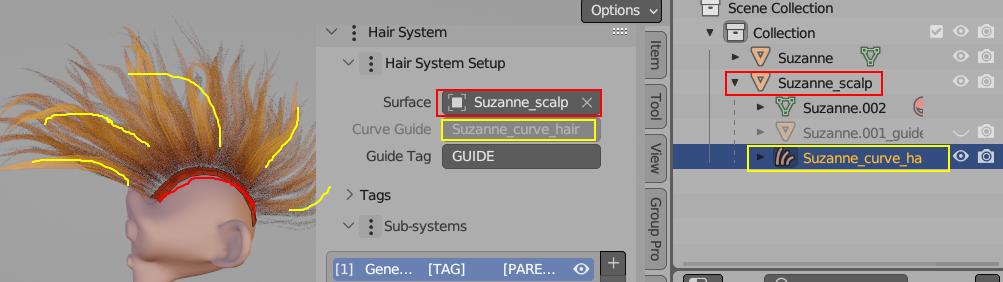 Options
Hair System
Hair System Setup
Surface
Suzanne_scalp
Curve Guide
Suzanne_curve_hair
Guide Tag
GUIDE
Tags
Sub-systems
[1] Gene... [TAG] [PARE...
Item
Tool
View
Group Pro
Scene Collection
Collection
Suzanne
Suzanne_scalp
Suzanne.002
Suzanne.001_guide
Suzanne_curve_ha